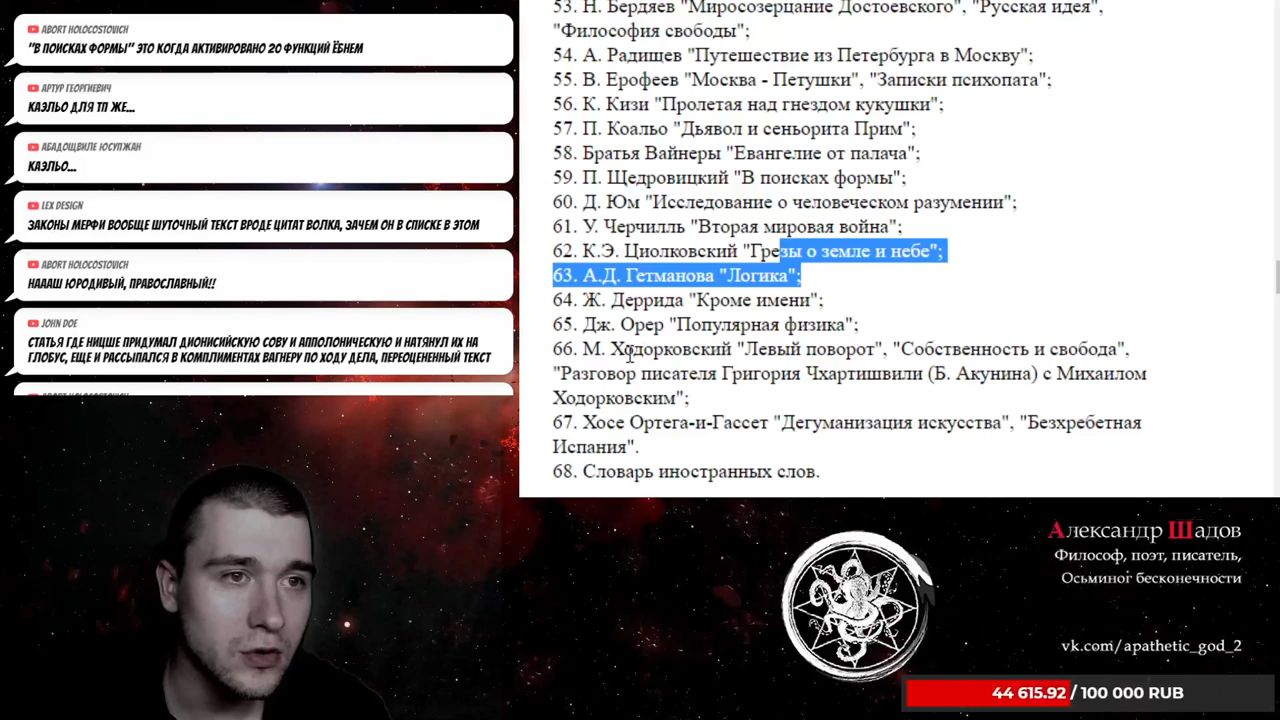 ABORT HOLOCOSTOVICH
"В ПОИСКАХ ФОРМЫ" ЭТО КОГДА АКТИВИРОВАНО 20 ФУНКЦИЙ ЁБНЕМ
АРТУР ГЕОРГИЕВИЧ
КАЭЛЬО ДЛЯ ТП ЖЕ...
АБАДОЩВИЛЕ ЮСУПЖАН
КАЭЛЬО...
LEX DESIGN
ЗАКОНЫ МЕРФИ ВООБЩЕ ШУТОЧНЫЙ ТЕКСТ ВРОДЕ ЦИТАТ ВОЛКА, ЗАЧЕМ ОН В СПИСКЕ В ЭТОМ
ABORT HOLOCOSTOVICH
НАААШ ЮРОДИВЫЙ, ПРАВОСЛАВНЫЙ!!
JOHN DOE
СТАТЬЯ ГДЕ НИЦШЕ ПРИДУМАЛ ДИОНИСИЙСКУЮ СОВУ И АППОЛОНИЧЕСКУЮ И НАТЯНУЛ ИХ НА
ГЛОБУС, ЕЩЕ И РАССЫПАЛСЯ В КОМПЛИМЕНТАХ ВАГНЕРУ ПО ХОДУ ДЕЛА, ПЕРЕОЦЕНЕННЫЙ ТЕКСТ
53. Н. Бердяев "Миросозерцание Достоевского", "Русская идея",
"Философия свободы";
54. А. Радищев "Путешествие из Петербурга в Москву";
55. В. Ерофеев "Москва - Петушки", "Записки психопата";
56. К. Кизи "Пролетая над гнездом кукушки";
57. П. Коальо "Дьявол и сеньорита Прим";
58. Братья Вайнеры "Евангелие от палача";
59. П. Щедровицкий "В поисках формы";
60. Д. Юм "Исследование о человеческом разумении";
61. У. Черчилль "Вторая мировая война";
62. К.Э. Циолковский "Грезы о земле и небе";
63. А.Д. Гетманова "Логика";
64. Ж. Деррида "Кроме имени";
65. Дж. Орер "Популярная физика";
66. М. Ходорковский "Левый поворот", "Собственность и свобода",
"Разговор писателя Григория Чхартишвили (Б. Акунина) с Михаилом
Ходорковским";
67. Хосе Ортега-и-Гассет "Дегуманизация искусства", "Безхребетная
Испания".
68. Словарь иностранных слов.
Александр Шадов
Философ, поэт, писатель,
Осьминог бесконечности
vk.com/apathetic_god_2
44 615.92 / 100 000 RUB